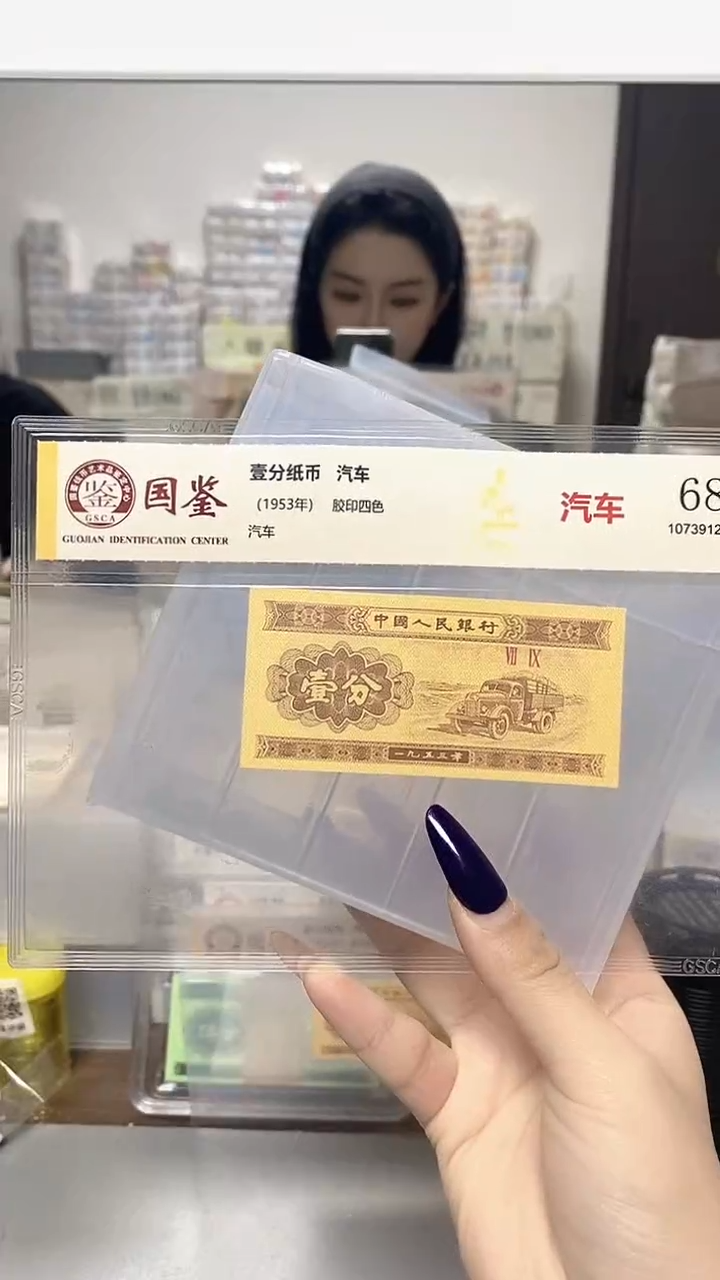 国鉴
GSCA
GUOJIAN IDENTIFICATION CENTER
壹分纸币 汽车
(1953年) 胶印四色
汽车
汽车
68
1073912
中國人民銀行
VII IX
壹分
一九五三年
GSCA
GSCA